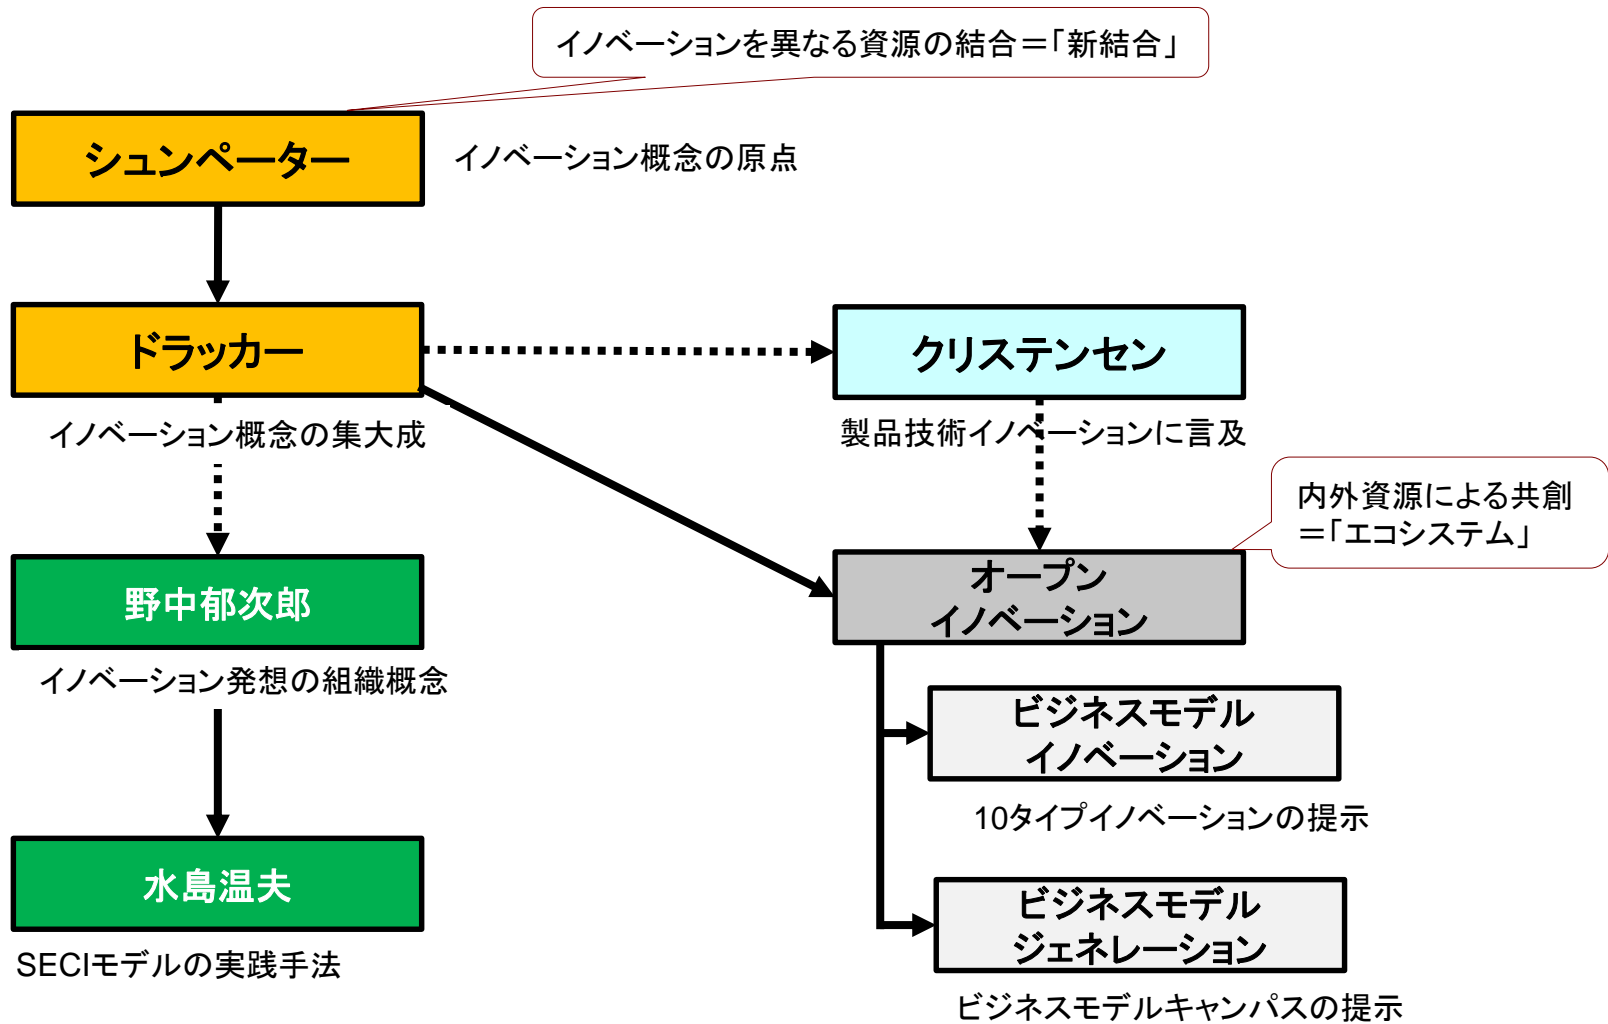 イノベーションを異なる資源の結合＝「新結合」
シュンペーター
イノベーション概念の原点
ドラッカー
クリステンセン
イノベーション概念の集大成
製品技術イノベーションに言及
内外資源による共創
＝「エコシステム」
オープン
イノベーション
野中郁次郎
イノベーション発想の組織概念
ビジネスモデル
イノベーション
10タイプイノベーションの提示
水島温夫
SECIモデルの実践手法
ビジネスモデル
ジェネレーション
ビジネスモデルキャンパスの提示